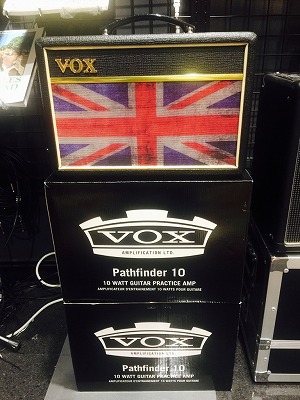 VOX
VOX
AMPLIFICATION LTD.
Pathfinder 10
10 WATT GUITAR PRACTICE AMP
AMPLIFICATEUR D'ENTRAINEMENT 10 WATTS POUR GUITARE
VOX
AMPLIFICATION LTD.
Pathfinder 10
10 WATT GUITAR PRACTICE AMP
AMPLIFICATEUR D'ENTRAINEMENT 10 WATTS POUR GUITARE